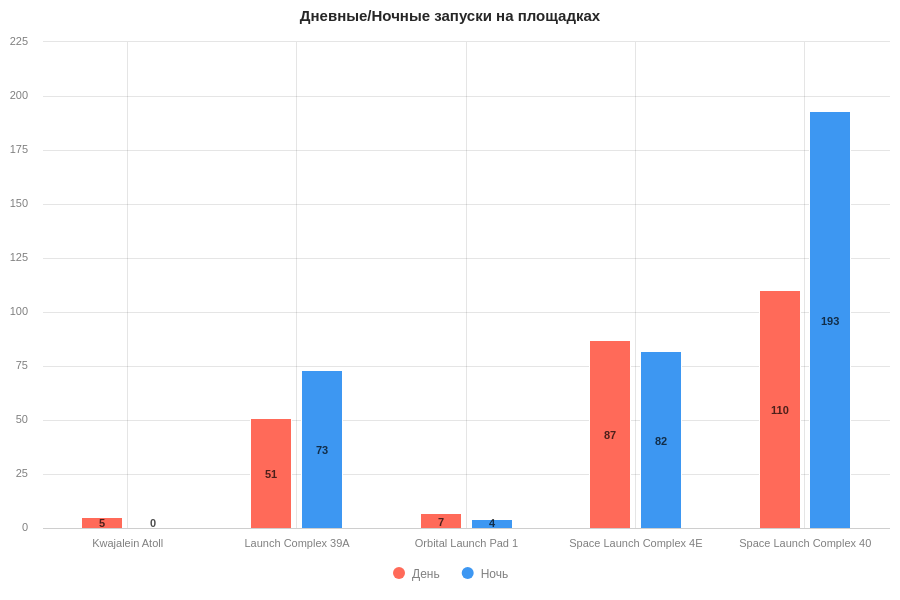 Дневные/Ночные запуски на площадках
225
200
175
150
125
100
75
50
25
0
5
0
51
73
7
4
87
82
110
193
Kwajalein Atoll
Launch Complex 39A
Orbital Launch Pad 1
Space Launch Complex 4E
Space Launch Complex 40
День
Ночь